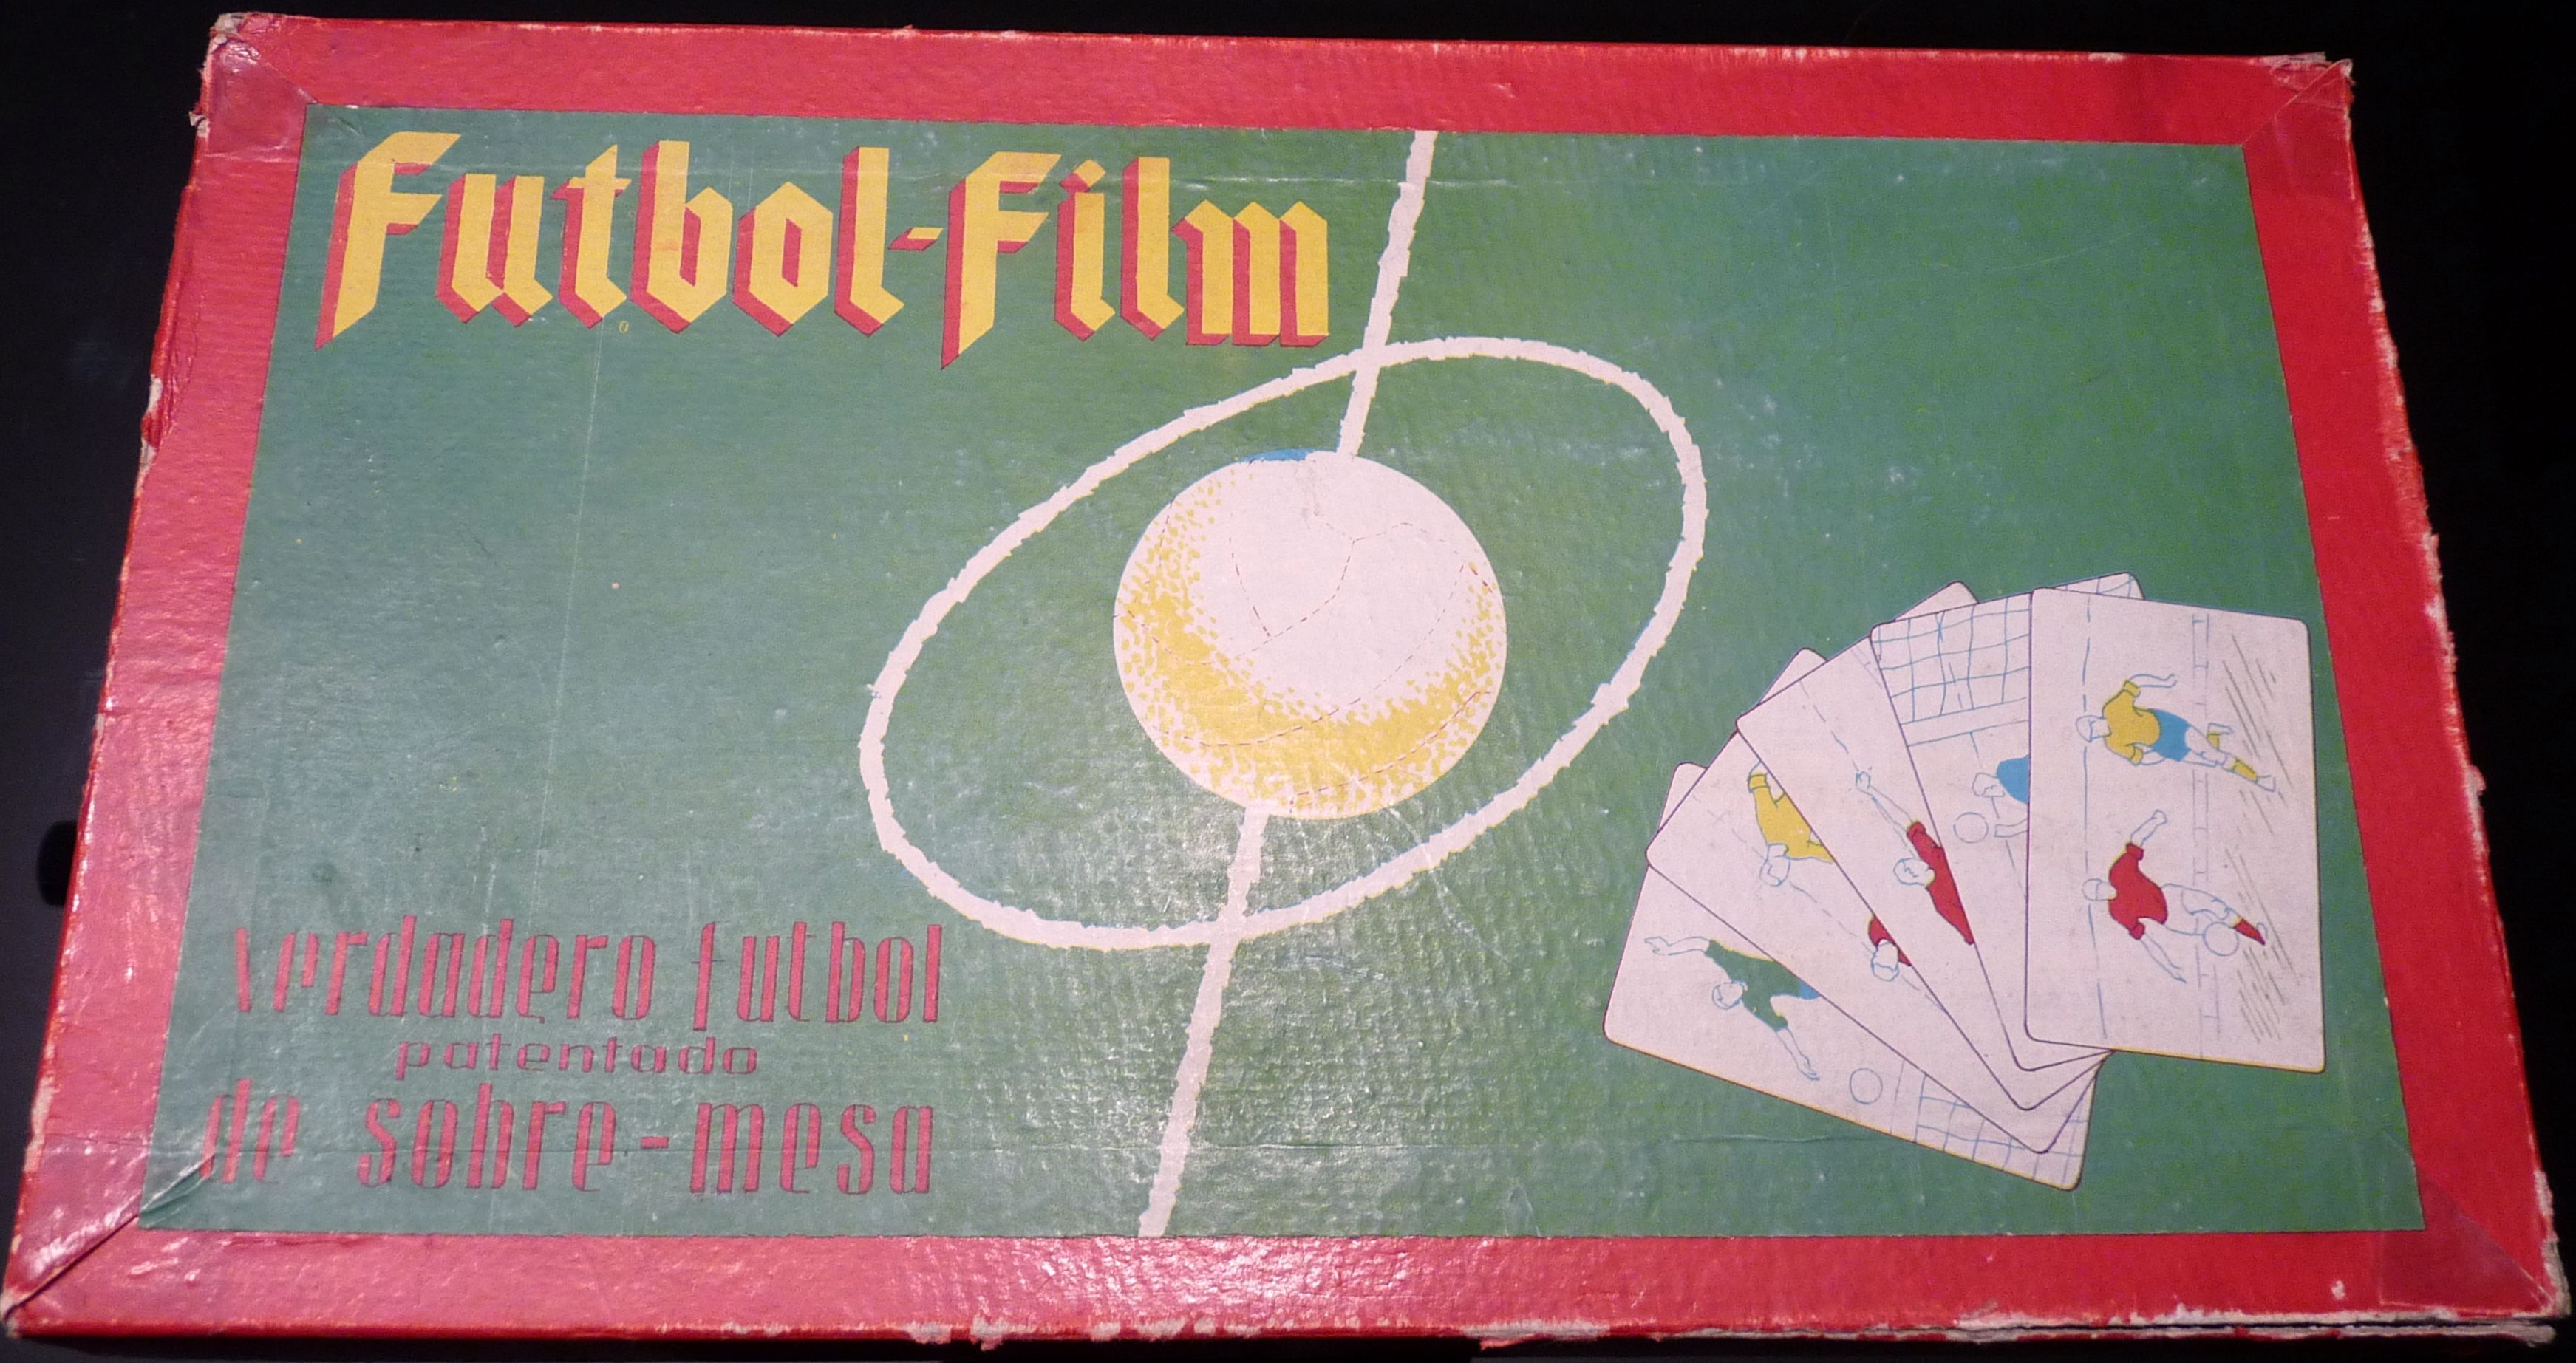 Futbol-Film
verdadero futbol
patentado
de sobre-mesa